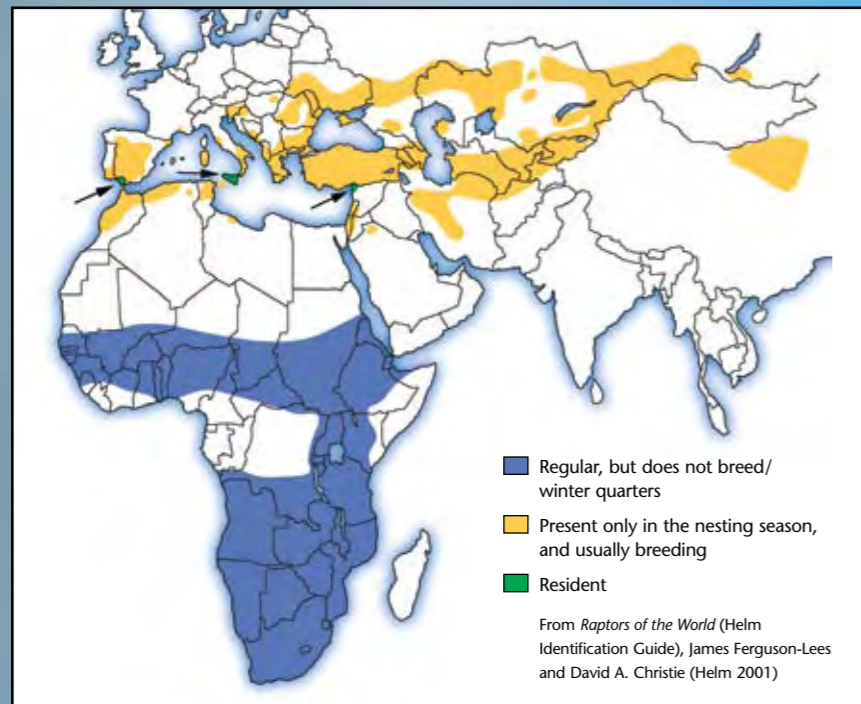 Regular, but does not breed/
winter quarters
Present only in the nesting season,
and usually breeding
Resident
From Raptors of the World (Helm
Identification Guide), James Ferguson-Lees
and David A. Christie (Helm 2001)